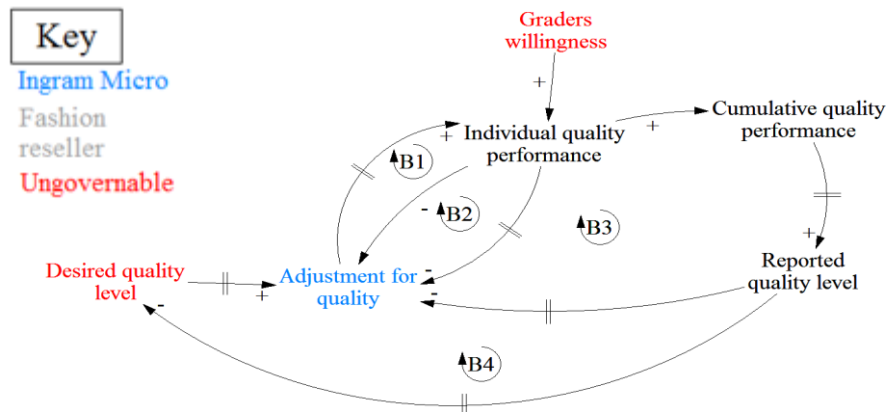 Key
Ingram Micro
Fashion
reseller
Ungovernable
Graders
willingness
+
Individual quality
performance
+
+
Cumulative quality
performance
B1
-
B2
B3
-
+
Reported
quality level
Desired quality
level
+
Adjustment for
quality
-
-
B4